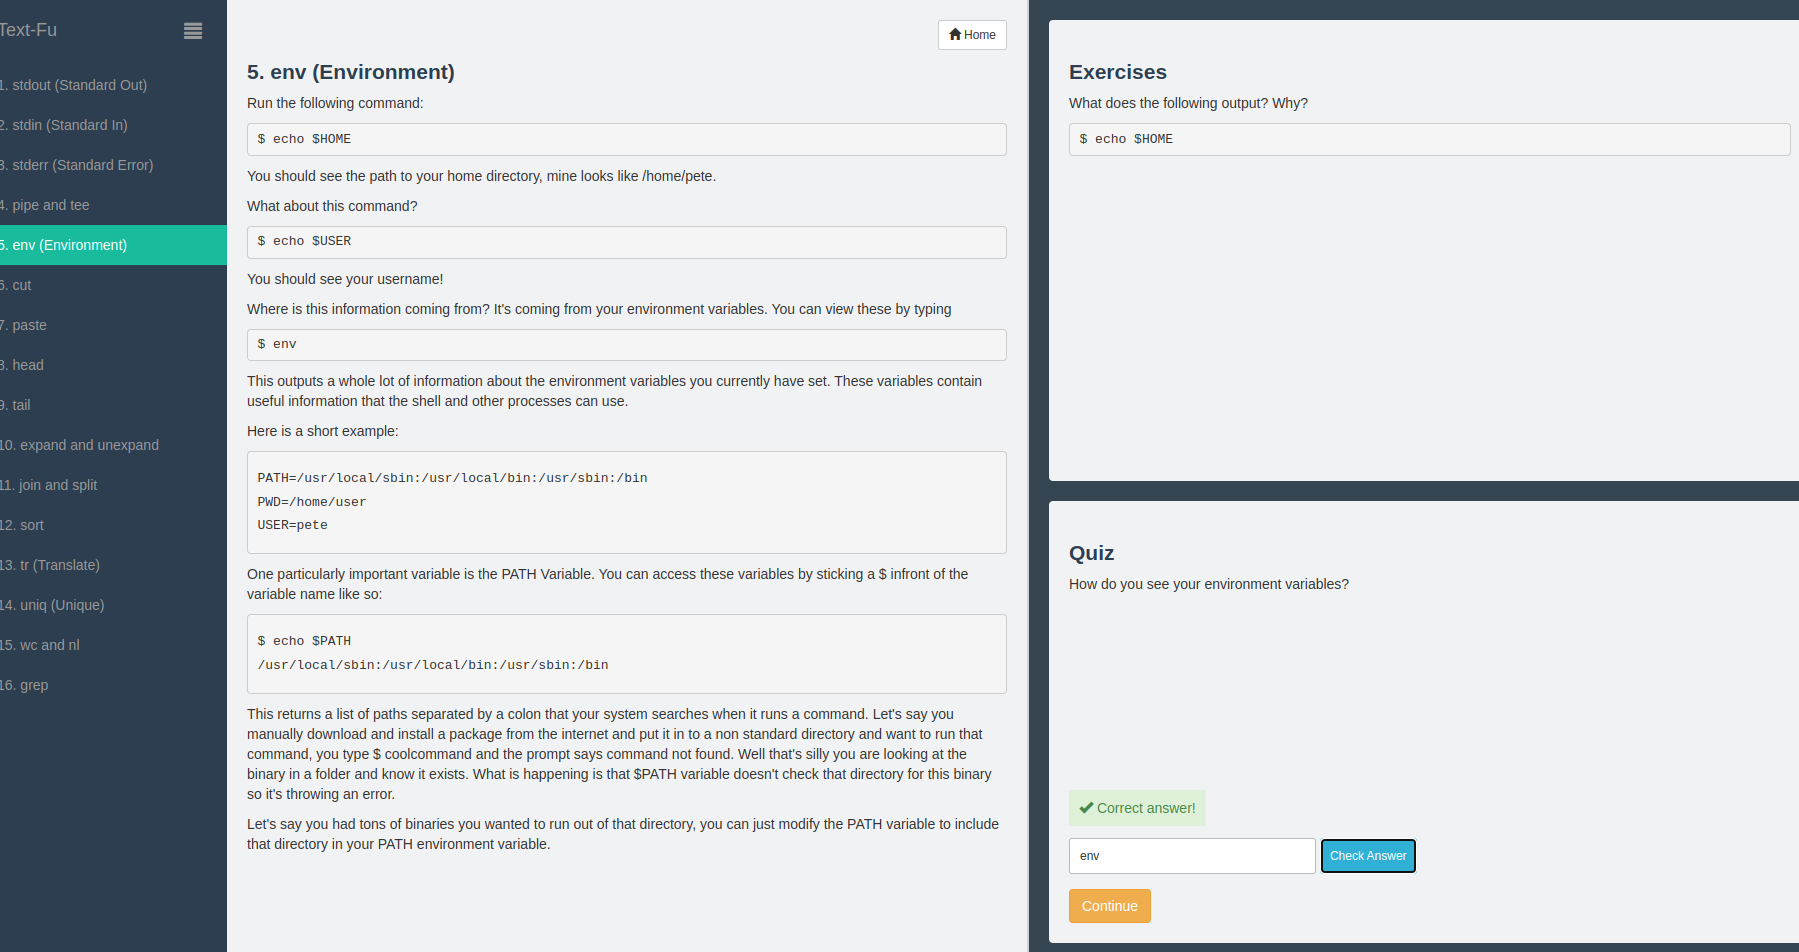 Text-Fu
1. stdout (Standard Out)
2. stdin (Standard In)
3. stderr (Standard Error)
4. pipe and tee
5. env (Environment)
6. cut
7. paste
8. head
9. tail
10. expand and unexpand
11. join and split
12. sort
13. tr (Translate)
14. uniq (Unique)
15. wc and nl
16. grep
Home
5. env (Environment)
Run the following command:
$ echo $HOME
You should see the path to your home directory, mine looks like /home/pete.
What about this command?
$ echo $USER
You should see your username!
Where is this information coming from? It's coming from your environment variables. You can view these by typing
$ env
This outputs a whole lot of information about the environment variables you currently have set. These variables contain
useful information that the shell and other processes can use.
Here is a short example:
PATH=/usr/local/sbin:/usr/local/bin:/usr/sbin:/bin
PWD=/home/user
USER=pete
One particularly important variable is the PATH Variable. You can access these variables by sticking a $ infront of the
variable name like so:
$ echo $PATH
/usr/local/sbin:/usr/local/bin:/usr/sbin:/bin
This returns a list of paths separated by a colon that your system searches when it runs a command. Let's say you
manually download and install a package from the internet and put it in to a non standard directory and want to run that
command, you type $ coolcommand and the prompt says command not found. Well that's silly you are looking at the
binary in a folder and know it exists. What is happening is that $PATH variable doesn't check that directory for this binary
so it's throwing an error.
Let's say you had tons of binaries you wanted to run out of that directory, you can just modify the PATH variable to include
that directory in your PATH environment variable.
Exercises
What does the following output? Why?
$ echo $HOME
Quiz
How do you see your environment variables?
Correct answer!
env
Check Answer
Continue